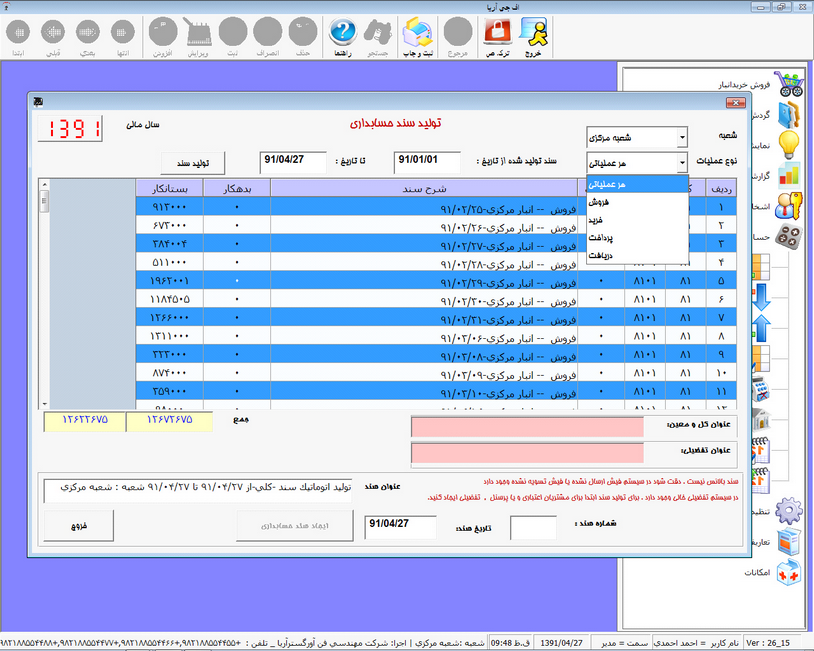 اف جی آریا
ابتدا
قبلی
بعدی
انتها
افزودن
ویرایش
ثبت
انصراف
حذف
راهنما
جستجو
ثبت و چاپ
مرجوع
ترک ص
خروج
فروش خریدانبار
گردش
نمایش
گزارش
اشخا
حسا
تنظیم
تعاریف
امکانات
تولید سند حسابداری
سال مالی
1391
شعبه
شعبه مرکزی
نوع عملیات
هر عملیاتی
سند تولید شده از تاریخ :
91/01/01
تا تاریخ :
91/04/27
تولید سند
هر عملیاتی
فروش
خرید
پرداخت
دریافت
ردیف
شرح سند
بدهکار
بستانکار
۱ فروش -- انبار مرکزی-۹۱/۰۲/۲۵ ۰ ۹۱۳۰۰۰
۲ فروش -- انبار مرکزی-۹۱/۰۲/۲۶ ۰ ۶۷۳۰۰۰
۳ فروش -- انبار مرکزی-۹۱/۰۲/۲۷ ۰ ۳۸۴۰۰۴
۴ فروش -- انبار مرکزی-۹۱/۰۲/۲۸ ۰ ۵۱۱۰۰۰
۵ ۸۱ ۸۱۰۱ ۰ فروش -- انبار مرکزی-۹۱/۰۲/۲۹ ۰ ۱۹۶۲۰۰۱
۶ ۸۱ ۸۱۰۱ ۰ فروش -- انبار مرکزی-۹۱/۰۲/۳۰ ۰ ۱۱۸۴۵۰۵
۷ ۸۱ ۸۱۰۱ ۰ فروش -- انبار مرکزی-۹۱/۰۲/۳۱ ۰ ۱۲۶۶۰۰۰
۸ ۸۱ ۸۱۰۱ ۰ فروش -- انبار مرکزی-۹۱/۰۳/۰۶ ۰ ۱۳۱۱۰۰۰
۹ ۸۱ ۸۱۰۱ ۰ فروش -- انبار مرکزی-۹۱/۰۳/۰۸ ۰ ۳۳۳۰۰۰
۱۰ ۸۱ ۸۱۰۱ ۰ فروش -- انبار مرکزی-۹۱/۰۳/۰۹ ۰ ۸۷۴۰۰۰
۱۱ ۸۱ ۸۱۰۱ ۰ فروش -- انبار مرکزی-۹۱/۰۳/۱۰ ۰ ۳۵۹۰۰۰
جمع
۱۲۶۷۲۶۷۵
۱۲۶۲۲۶۷۵
عنوان کل و معین:
عنوان تفضیلی:
سند بالانس نیست . دقت شود در سیستم فیش ارسال نشده یا فیش تسویه نشده وجود دارد
در سیستم تفضیلی خالی وجود دارد . برای تولید سند ابتدا برای مشتریان اعتباری و یا پرسنل ، تفضیلی ایجاد کنید.
عنوان سند
تولید اتوماتیک سند -کلی-از ۹۱/۰۴/۲۷ تا ۹۱/۰۴/۲۷ شعبه : شعبه مرکزی
شماره سند :
تاریخ سند:
91/04/27
ایجاد سند حسابداری
خروج
Ver : 26_15
نام کاربر = احمد احمدی
سمت = مدیر
1391/04/27
09:48 ق.ظ
شعبه :شعبه مرکزی | اجرا: شرکت مهندسی فن آورگسترآریا _ تلفن : +۹۸۲۱۸۸۵۵۴۴۵۵,+۹۸۲۱۸۸۵۵۴۴۶۶,+۹۸۲۱۸۸۵۵۴۴۷۷,+۹۸۲۱۸۸۵۵۴۴۸۸